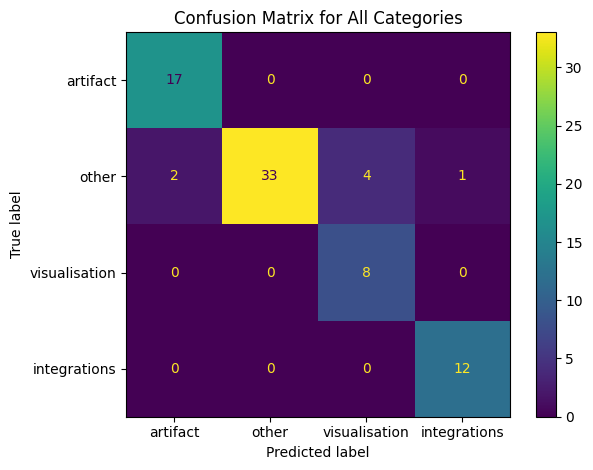 Confusion Matrix for All Categories
True label
artifact
17 0 0 0
other
2 33 4 1
visualisation
0 0 8 0
integrations
0 0 0 12
artifact other visualisation integrations
Predicted label
30
25
20
15
10
5
0